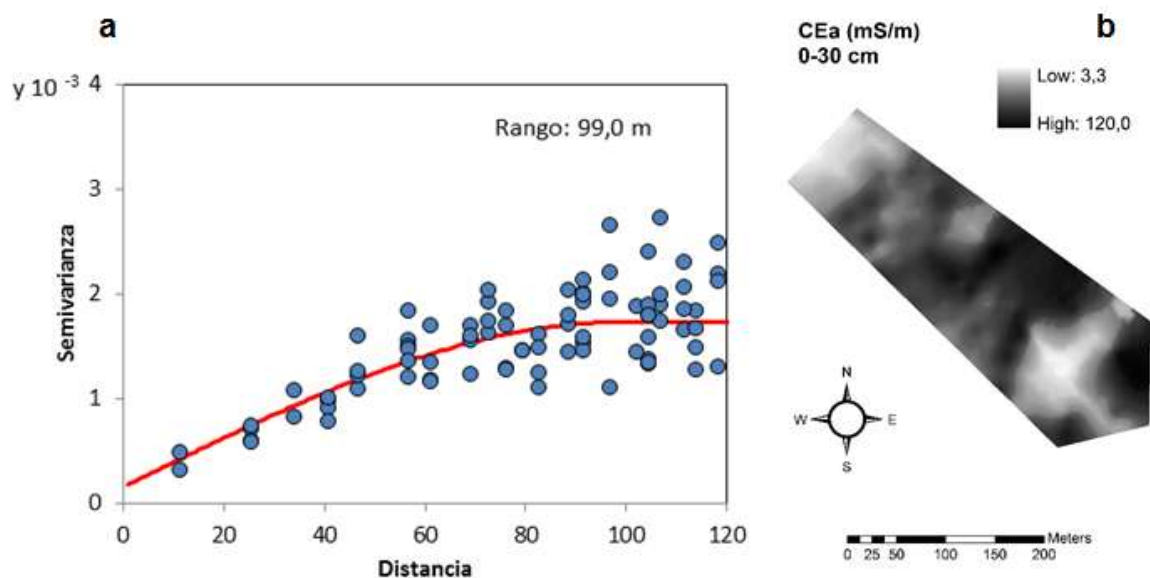 a
y 10 -3
4
3
2
1
0
Semivarianza
Rango: 99,0 m
0 20 40 60 80 100 120
Distancia
b
CEa (mS/m)
0-30 cm
Low: 3,3
High: 120,0
N
W E
S
Meters
0 25 50 100 150 200